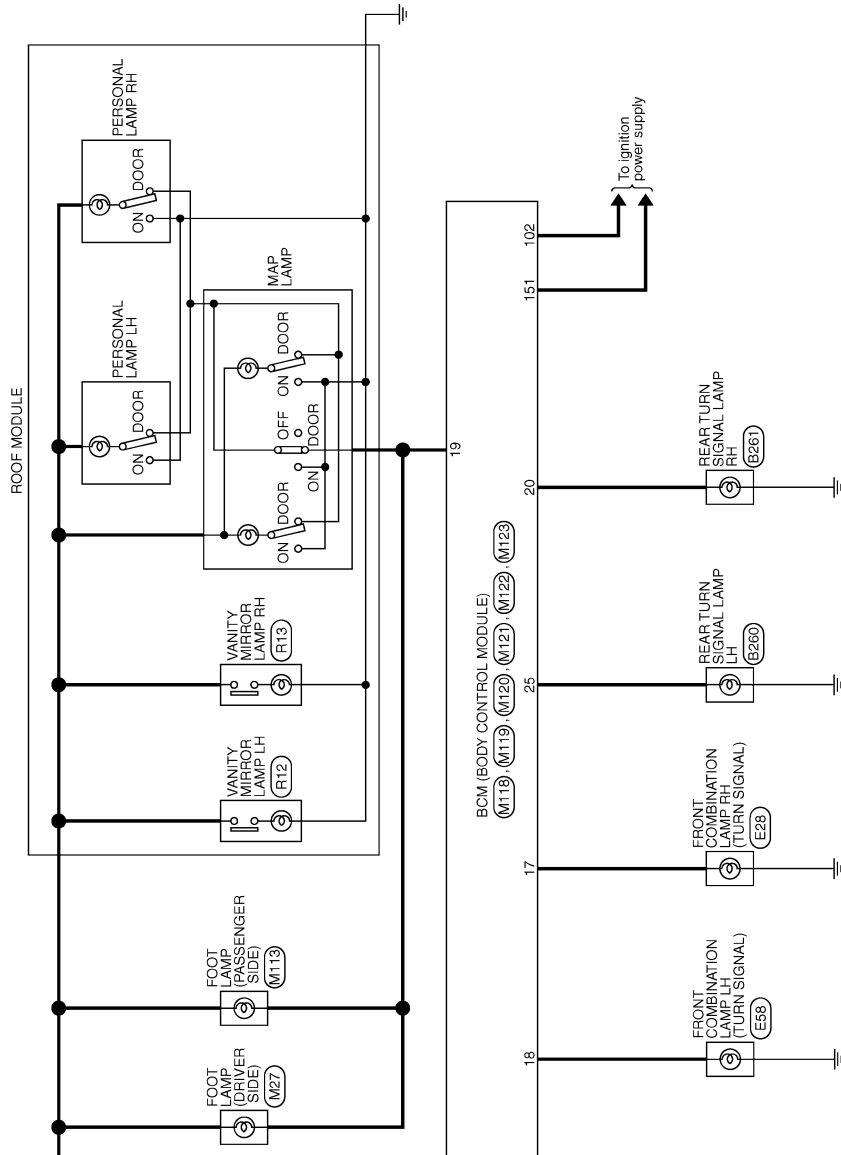 ROOF MODULE
PERSONAL
LAMP RH
ON
DOOR
PERSONAL
LAMP LH
ON
DOOR
MAP
LAMP
ON
DOOR
ON
OFF
DOOR
ON
DOOR
VANITY
MIRROR
LAMP RH
R13
VANITY
MIRROR
LAMP LH
R12
FOOT
LAMP
(PASSENGER
SIDE)
M113
FOOT
LAMP
(DRIVER
SIDE)
M27
BCM (BODY CONTROL MODULE)
M118 , M119 , M120 , M121 , M122 , M123
19
102
151
20
25
17
18
To ignition
power supply
REAR TURN
SIGNAL LAMP
RH
B261
REAR TURN
SIGNAL LAMP
LH
B260
FRONT
COMBINATION
LAMP RH
(TURN SIGNAL)
E28
FRONT
COMBINATION
LAMP LH
(TURN SIGNAL)
E58